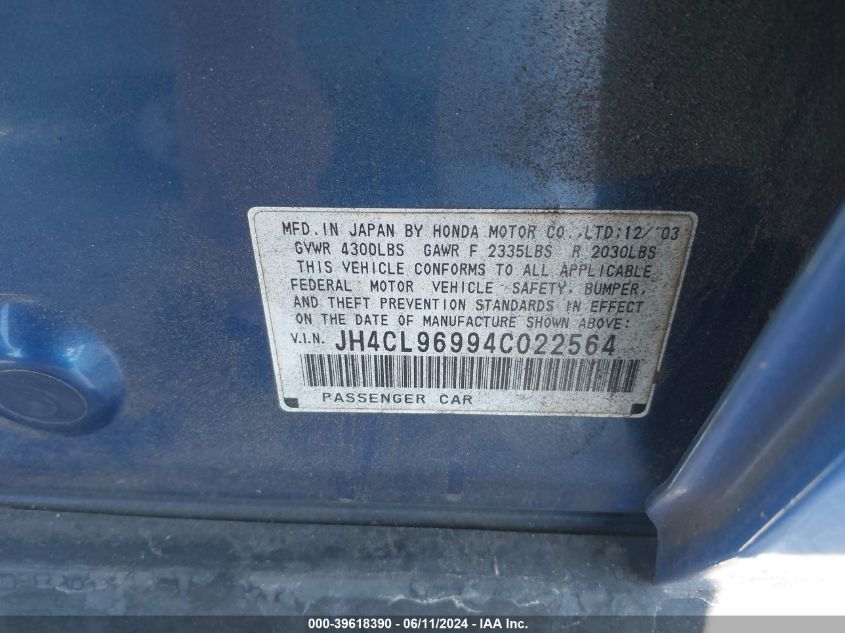 MFD. IN JAPAN BY HONDA MOTOR CO.,LTD:12/'03
GVWR 4300LBS GAWR F 2335LBS R 2030LBS
THIS VEHICLE CONFORMS TO ALL APPLICABLE
FEDERAL MOTOR VEHICLE SAFETY, BUMPER,
AND THEFT PREVENTION STANDARDS IN EFFECT
ON THE DATE OF MANUFACTURE SHOWN ABOVE:
V.I.N. JH4CL96994C022564
PASSENGER CAR
000-39618390 - 06/11/2024 - IAAI.com.